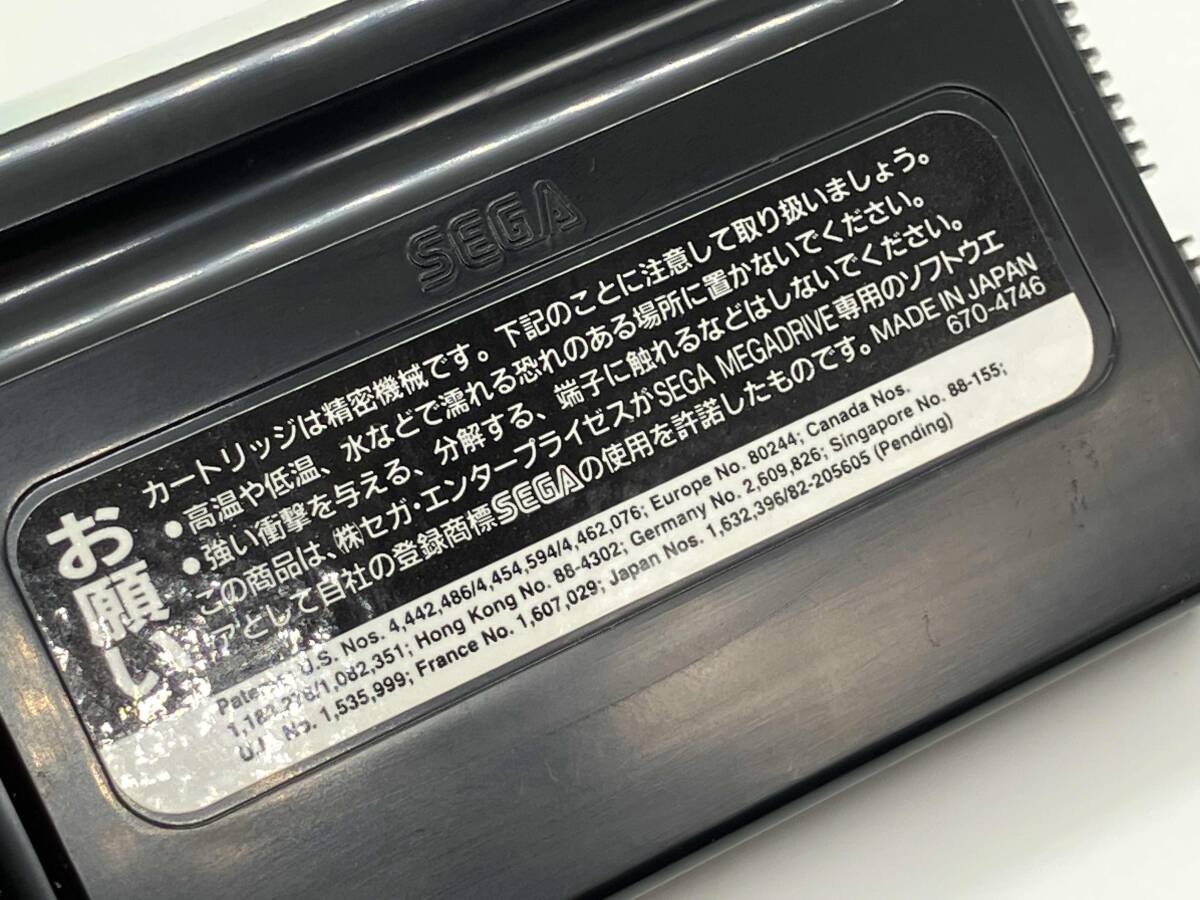 SEGA
お願い
カートリッジは精密機械です。下記のことに注意して取り扱いましょう。
●高温や低温、水などで濡れる恐れのある場所に置かないでください。
●強い衝撃を与える、分解する、端子に触れるなどはしないでください。
この商品は、㈱セガ・エンタープライゼスがSEGA MEGADRIVE専用のソフトウエ
アとして自社の登録商標SEGAの使用を許諾したものです。MADE IN JAPAN
670-4746
U.S. Nos. 4,442,486/4,454,594/4,462,076; Europe No. 80244; Canada Nos.
1,082,351; Hong Kong No. 88-4302; Germany No. 2,609,826; Singapore No. 88-155;
No. 1,535,999; France No. 1,607,029; Japan Nos. 1,632,396/82-205605 (Pending)